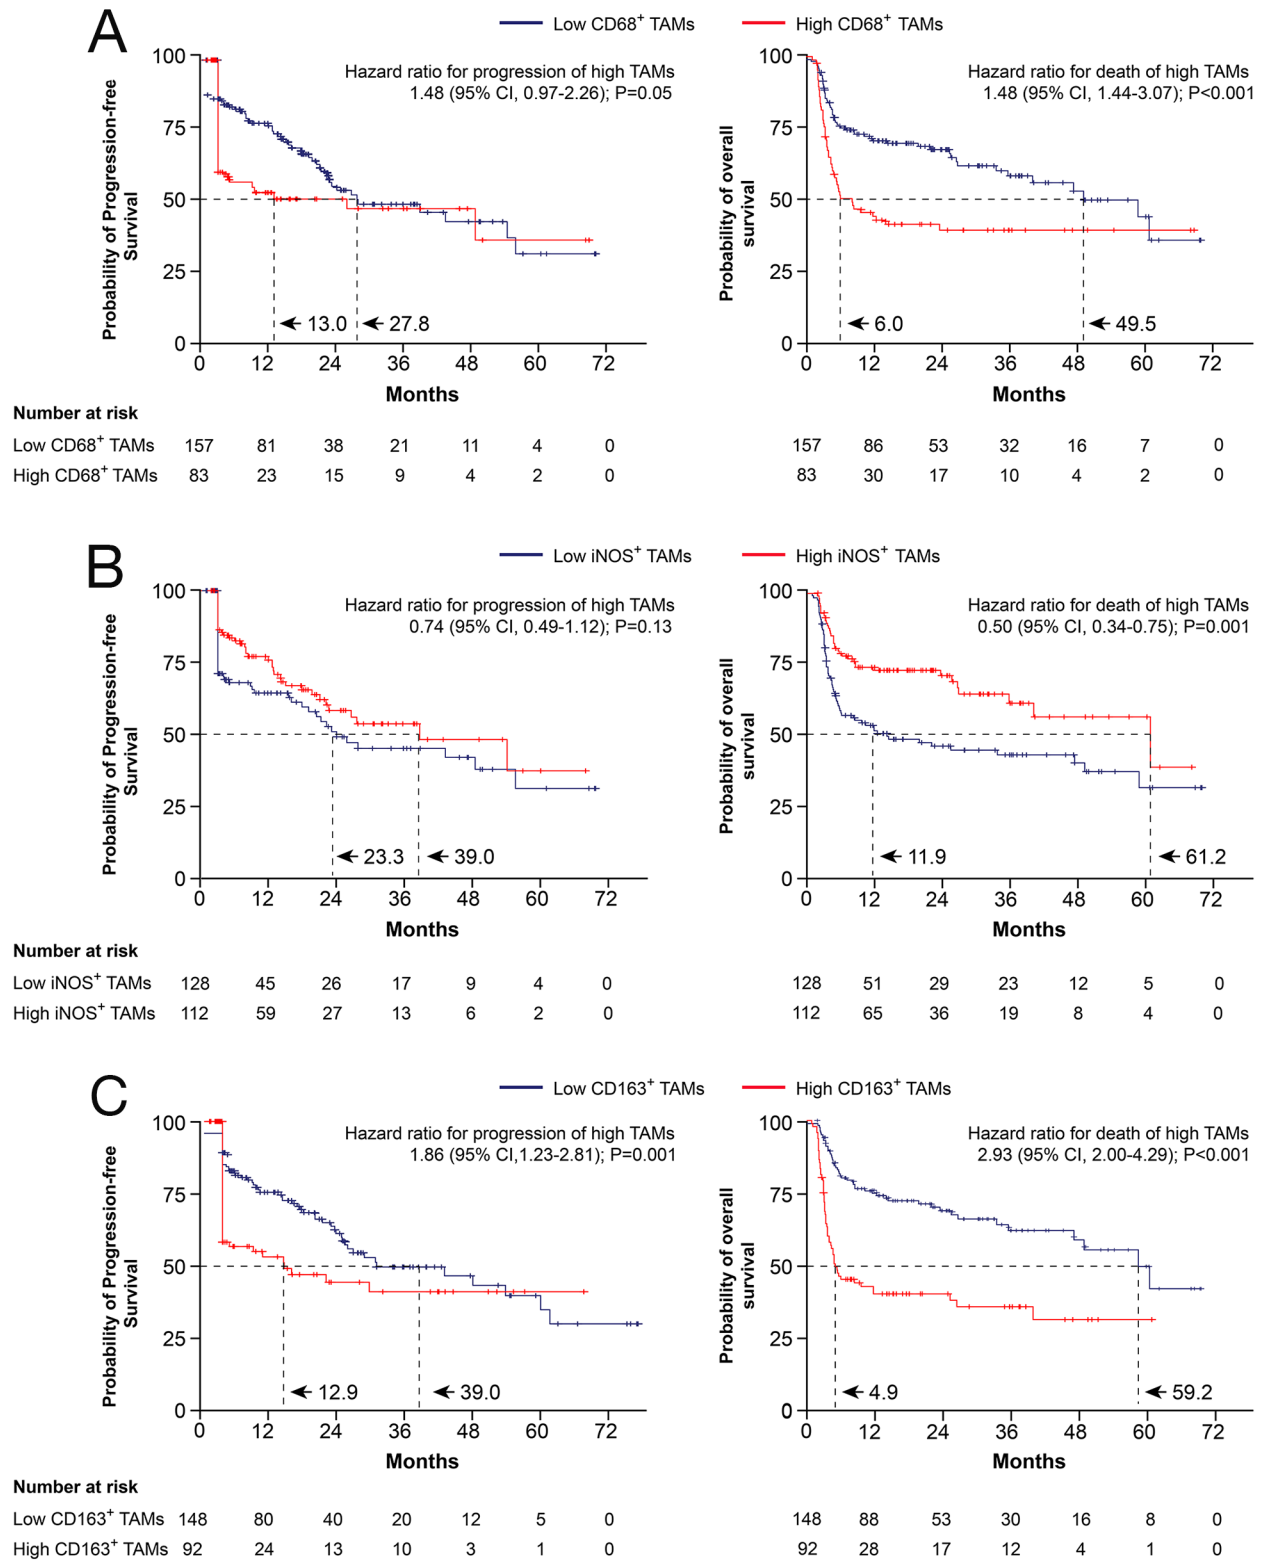 A
Low CD68+ TAMs High CD68+ TAMs
Probability of Progression-free
Survival
100
75
50
25
0
Hazard ratio for progression of high TAMs
1.48 (95% CI, 0.97-2.26); P=0.05
13.0 27.8
0 12 24 36 48 60 72
Months
Probability of overall
survival
100
75
50
25
0
Hazard ratio for death of high TAMs
1.48 (95% CI, 1.44-3.07); P<0.001
6.0 49.5
0 12 24 36 48 60 72
Months
Number at risk
Low CD68+ TAMs 157 81 38 21 11 4 0 157 86 53 32 16 7 0
High CD68+ TAMs 83 23 15 9 4 2 0 83 30 17 10 4 2 0
B
Low iNOS+ TAMs High iNOS+ TAMs
Probability of Progression-free
Survival
100
75
50
25
0
Hazard ratio for progression of high TAMs
0.74 (95% CI, 0.49-1.12); P=0.13
23.3 39.0
0 12 24 36 48 60 72
Months
Probability of overall
survival
100
75
50
25
0
Hazard ratio for death of high TAMs
0.50 (95% CI, 0.34-0.75); P=0.001
11.9 61.2
0 12 24 36 48 60 72
Months
Number at risk
Low iNOS+ TAMs 128 45 26 17 9 4 0 128 51 29 23 12 5 0
High iNOS+ TAMs 112 59 27 13 6 2 0 112 65 36 19 8 4 0
C
Low CD163+ TAMs High CD163+ TAMs
Probability of Progression-free
Survival
100
75
50
25
0
Hazard ratio for progression of high TAMs
1.86 (95% CI,1.23-2.81); P=0.001
12.9 39.0
0 12 24 36 48 60 72
Months
Probability of overall
survival
100
75
50
25
0
Hazard ratio for death of high TAMs
2.93 (95% CI, 2.00-4.29); P<0.001
4.9 59.2
0 12 24 36 48 60 72
Months
Number at risk
Low CD163+ TAMs 148 80 40 20 12 5 0 148 88 53 30 16 8 0
High CD163+ TAMs 92 24 13 10 3 1 0 92 28 17 12 4 1 0